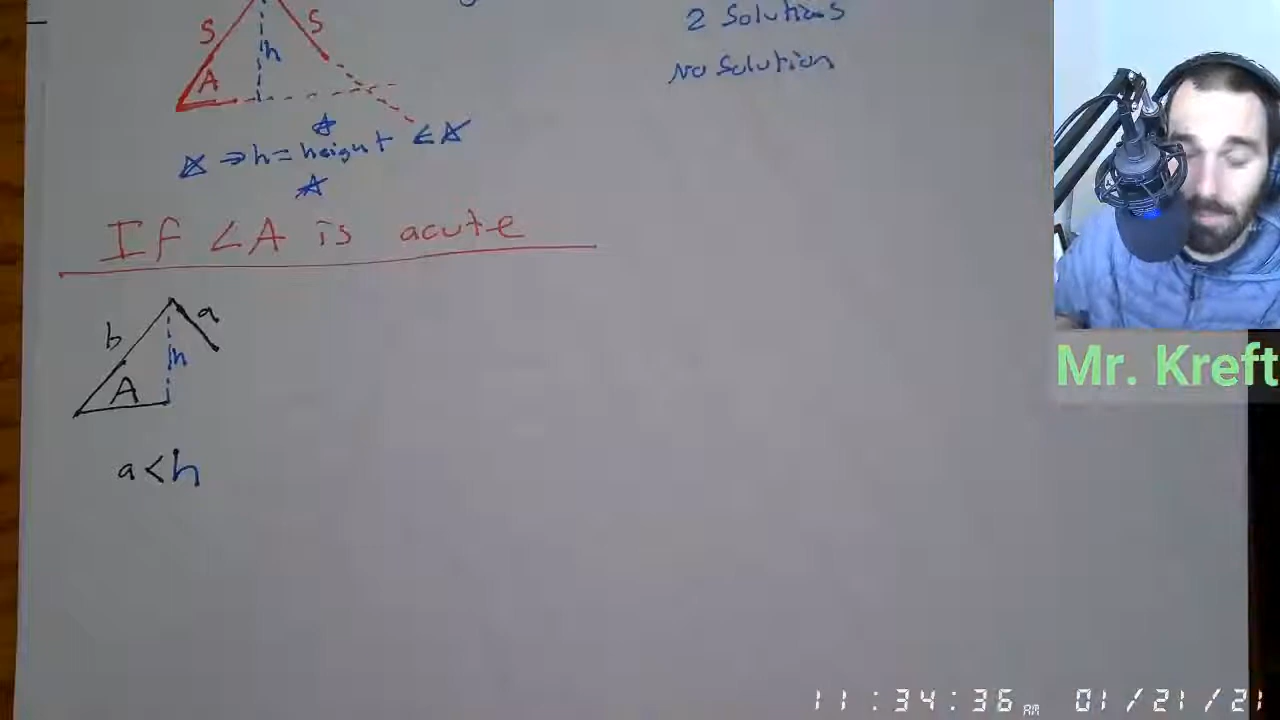 2 Solutions
S S
h
No Solution
A
☆
⇒ h = height ∠☆
☆
If ∠A is acute
b a
h
A
a < h
Mr. Kreft
11:34:36 AM 01/21/21